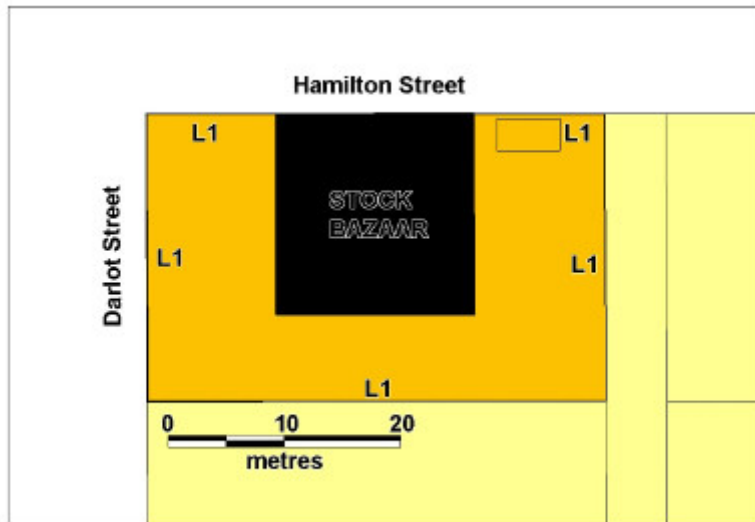 Hamilton Street
L1
L1
STOCK
BAZAAR
Darlot Street
L1
L1
L1
0 10 20
metres